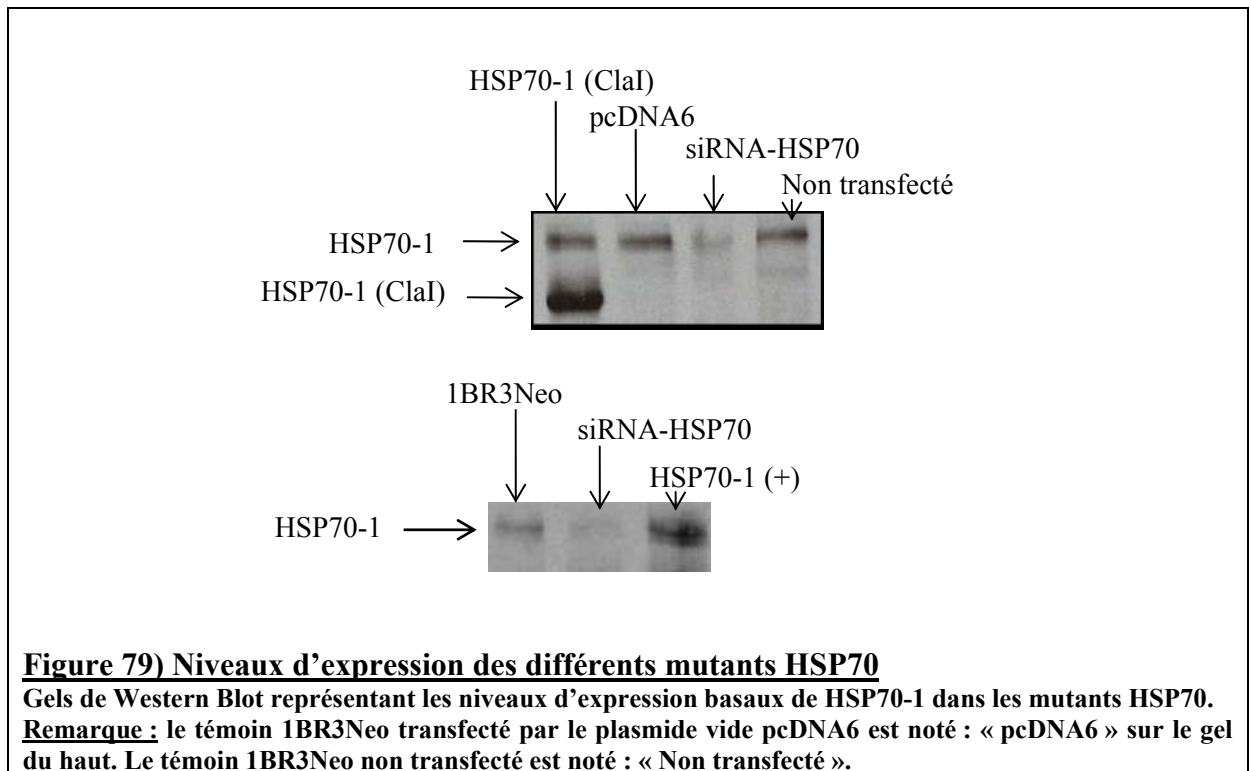 HSP70-1 (ClaI)
pcDNA6
siRNA-HSP70
Non transfecté
HSP70-1
HSP70-1 (ClaI)
1BR3Neo
siRNA-HSP70
HSP70-1 (+)
HSP70-1
Figure 79) Niveaux d’expression des différents mutants HSP70
Gels de Western Blot représentant les niveaux d’expression basaux de HSP70-1 dans les mutants HSP70.
Remarque : le témoin 1BR3Neo transfecté par le plasmide vide pcDNA6 est noté : « pcDNA6 » sur le gel
du haut. Le témoin 1BR3Neo non transfecté est noté : « Non transfecté ».